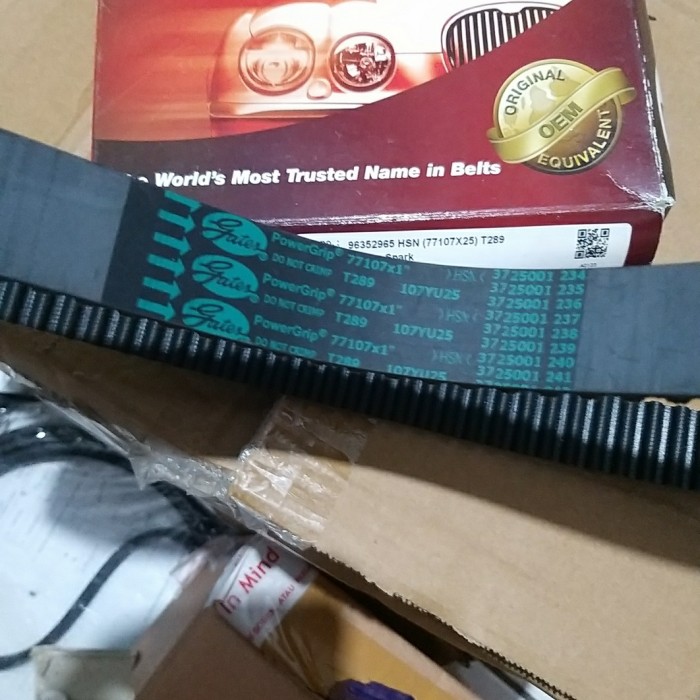 ORIGINAL
OEM
EQUIVALENT
World's Most Trusted Name in Belts
96352965 HSN (77107X25) T289
Spark
Gates PowerGrip® 77107x1"
DO NOT CRIMP T289 107YU25 HSN
Gates PowerGrip® 77107x1"
DO NOT CRIMP T289 107YU25 HSN
Gates PowerGrip® 77107x1"
DO NOT CRIMP T289 107YU25 HSN
3725001 234
3725001 235
3725001 236
3725001 237
3725001 238
3725001 239
3725001 240
3725001 241
In Mind
ATAU